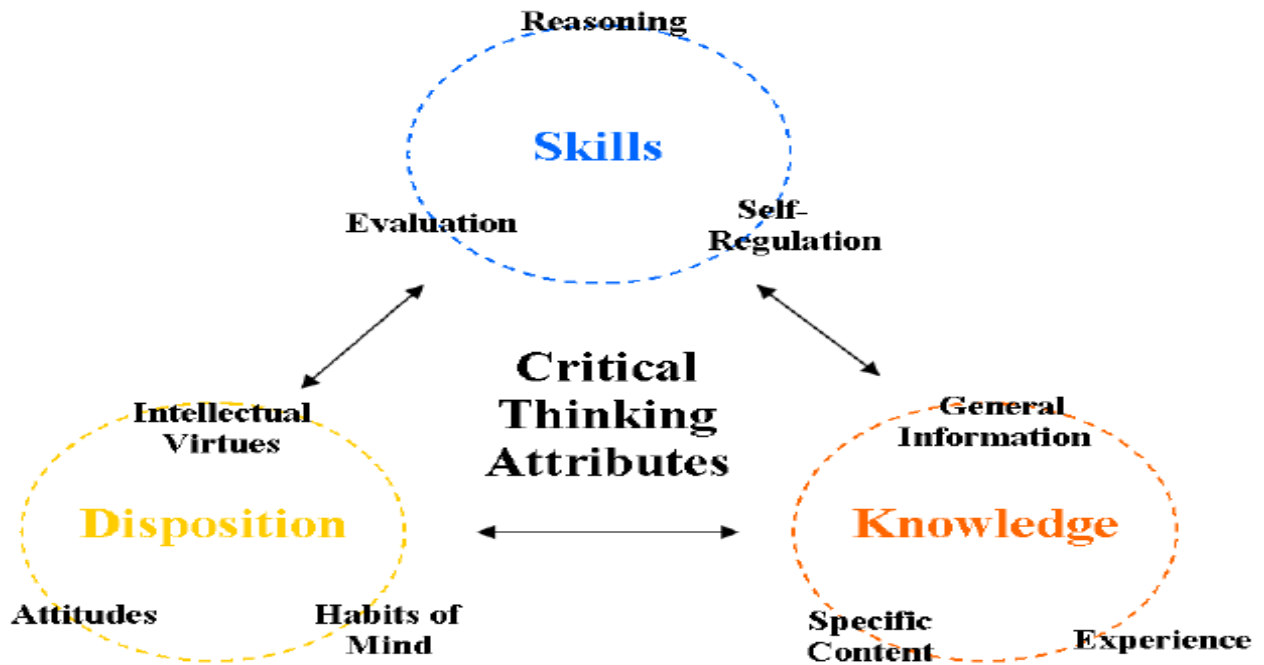 Reasoning
Skills
Evaluation
Self-
Regulation
Critical
Thinking
Attributes
Intellectual
Virtues
Disposition
Attitudes
Habits of
Mind
General
Information
Knowledge
Specific
Content
Experience